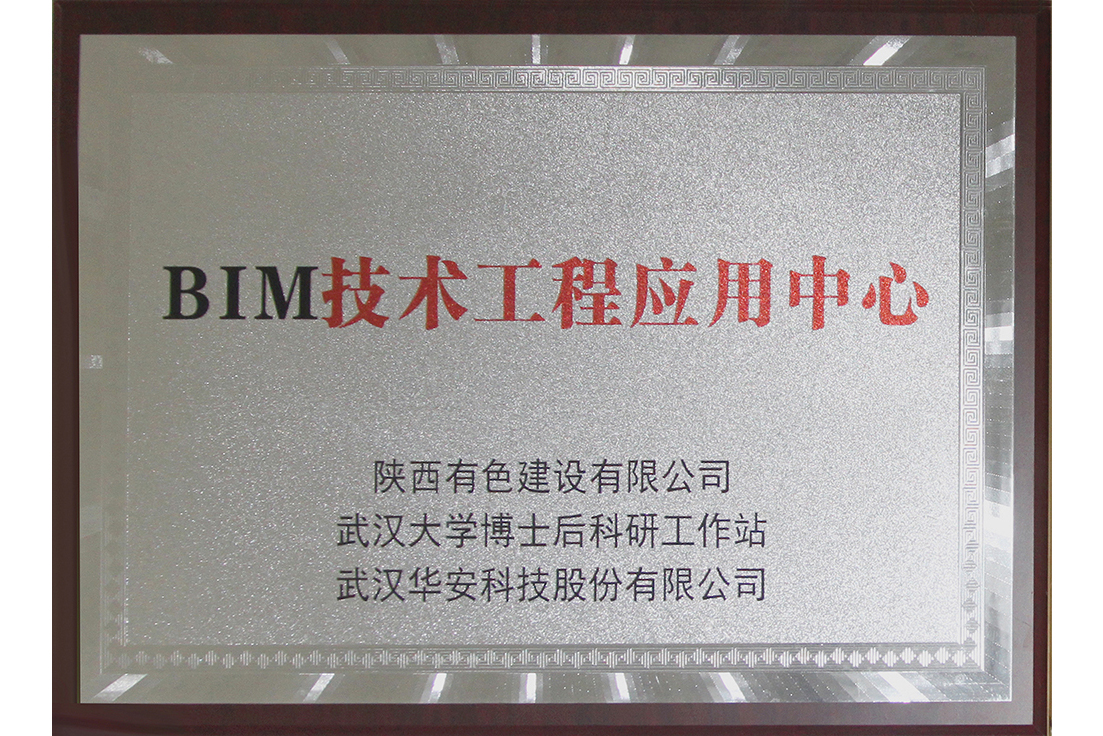 BIM技术工程应用中心
陕西有色建设有限公司
武汉大学博士后科研工作站
武汉华安科技股份有限公司